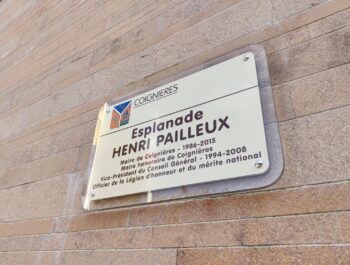 COIGNIÈRES
Esplanade
HENRI PAILLEUX
Maire de Coignières - 1986-2015
Maire honoraire de Coignières
Vice-Président du Conseil Général - 1994-2008
Officier de la Légion d'honneur et du mérite national